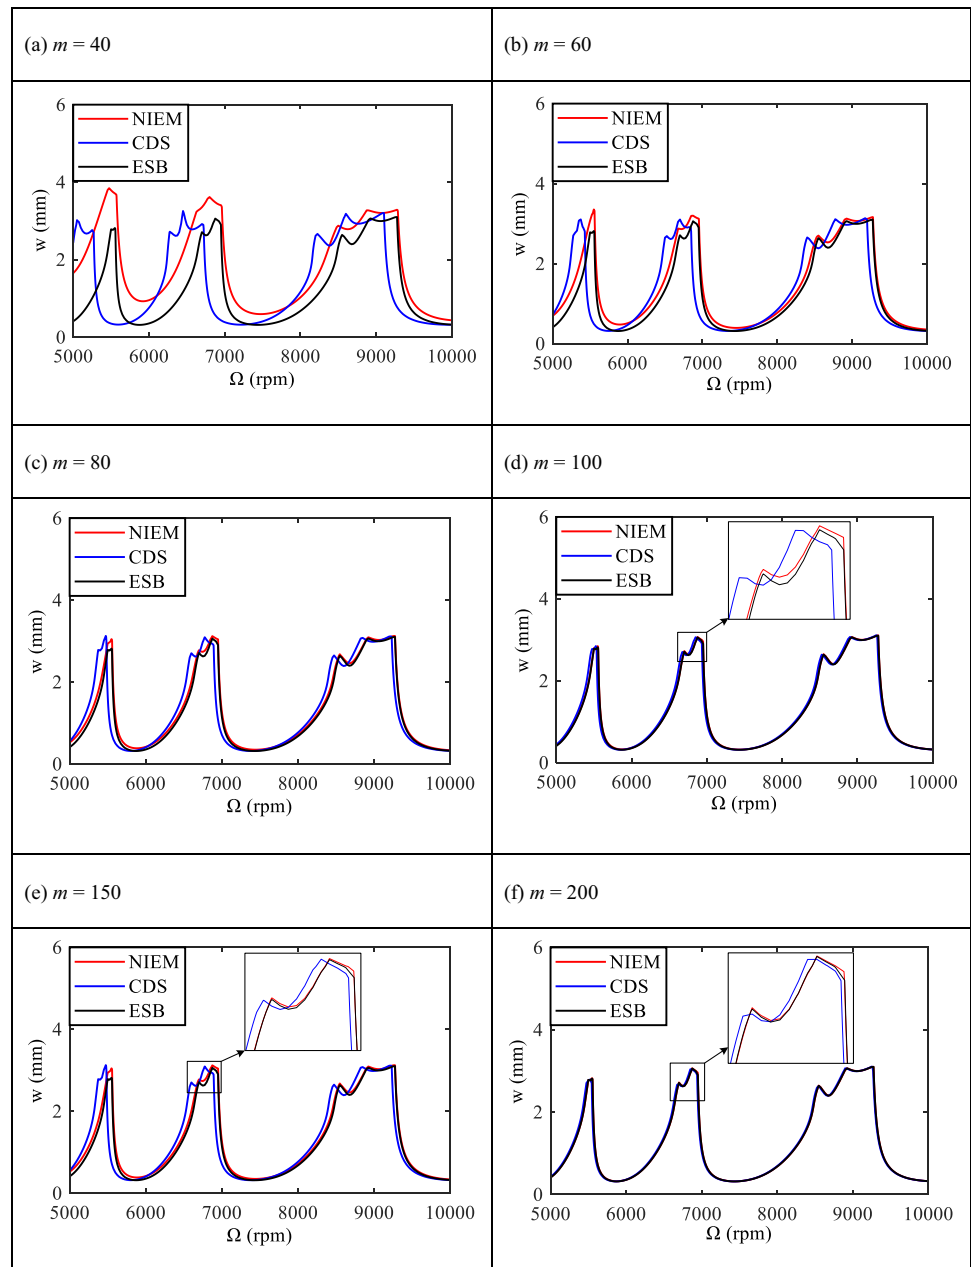 (a) m = 40
(b) m = 60
6
4
2
0
w (mm)
NIEM
CDS
ESB
5000 6000 7000 8000 9000 10000
Ω (rpm)
6
4
2
0
w (mm)
NIEM
CDS
ESB
5000 6000 7000 8000 9000 10000
Ω (rpm)
(c) m = 80
(d) m = 100
6
4
2
0
w (mm)
NIEM
CDS
ESB
5000 6000 7000 8000 9000 10000
Ω (rpm)
6
4
2
0
w (mm)
NIEM
CDS
ESB
5000 6000 7000 8000 9000 10000
Ω (rpm)
(e) m = 150
(f) m = 200
6
4
2
0
w (mm)
NIEM
CDS
ESB
5000 6000 7000 8000 9000 10000
Ω (rpm)
6
4
2
0
w (mm)
NIEM
CDS
ESB
5000 6000 7000 8000 9000 10000
Ω (rpm)